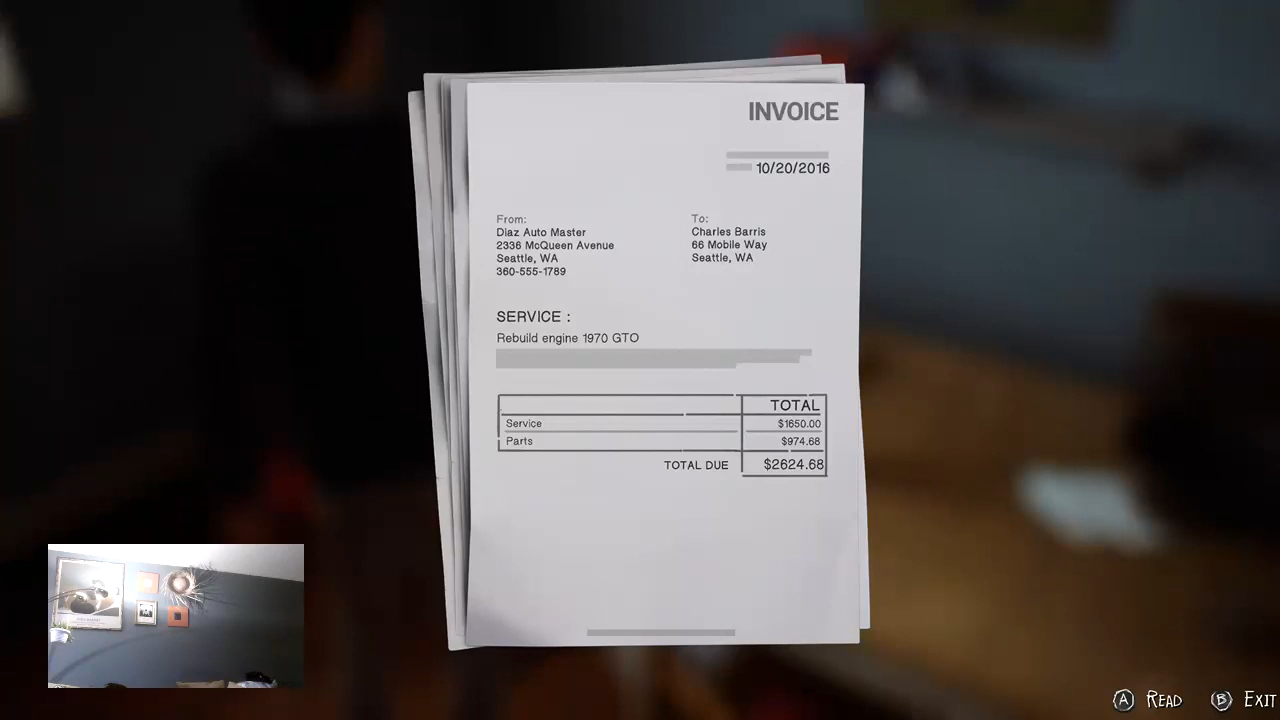 INVOICE
10/20/2016
From:
Diaz Auto Master
2336 McQueen Avenue
Seattle, WA
360-555-1789
To:
Charles Barris
66 Mobile Way
Seattle, WA
SERVICE :
Rebuild engine 1970 GTO
TOTAL
Service $1650.00
Parts $974.68
TOTAL DUE $2624.68
A READ B EXIT